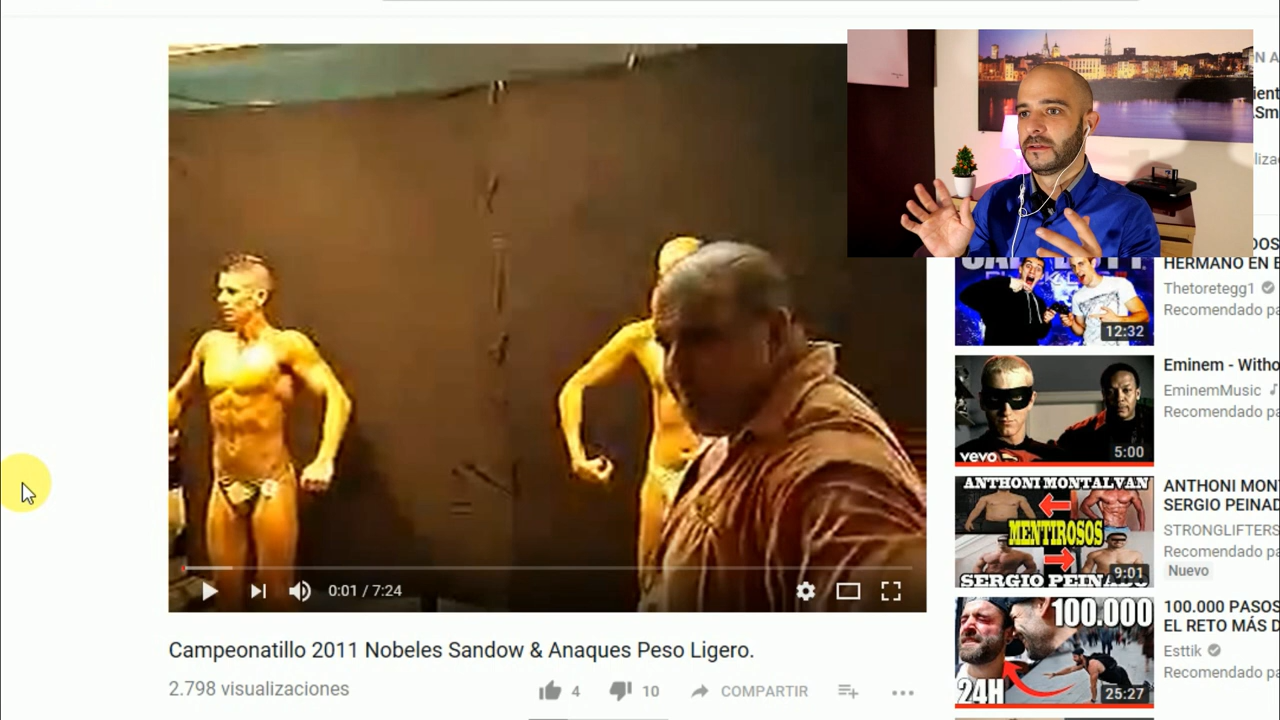 0:01 / 7:24
Campeonatillo 2011 Nobeles Sandow & Anaques Peso Ligero.
2.798 visualizaciones
4
10
COMPARTIR
HERMANO EN
Thetoretegg1
Recomendado
12:32
Eminem - Witho
EminemMusic
Recomendado
vevo
5:00
ANTHONI MONTALVAN
MENTIROSOS
SERGIO PEINADO
9:01
ANTHONI MON
SERGIO PEINAD
STRONGLIFTERS
Recomendado pa
Nuevo
100.000
24H
25:27
100.000 PASOS
EL RETO MÁS D
Esttik
Recomendado pa